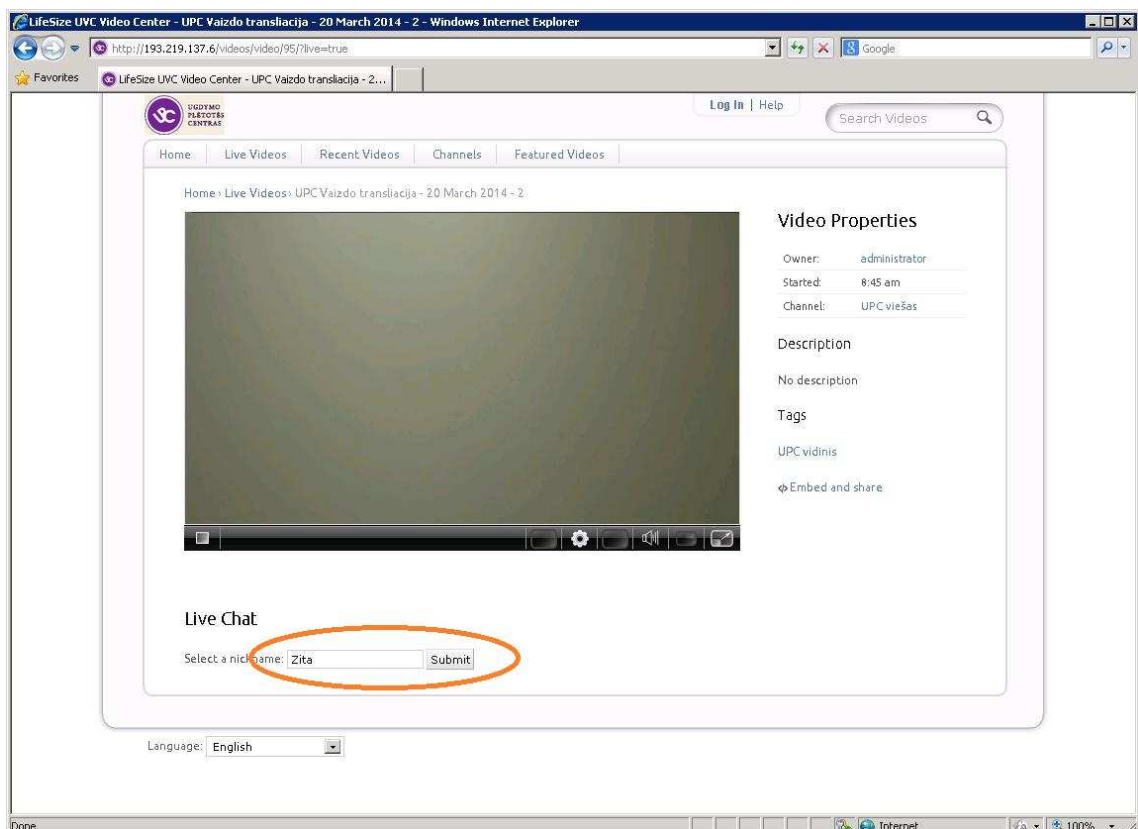 LifeSize UVC Video Center - UPC Vaizdo transliacija - 20 March 2014 - 2 - Windows Internet Explorer
http://193.219.137.6/videos/video/95/?live=true
Google
Favorites
LifeSize UVC Video Center - UPC Vaizdo transliacija - 2...
UGDYMO
PLĖTOTĖS
CENTRAS
Log In | Help
Search Videos
Home Live Videos Recent Videos Channels Featured Videos
Home › Live Videos › UPC Vaizdo transliacija - 20 March 2014 - 2
Video Properties
Owner: administrator
Started: 8:45 am
Channel: UPC viešas
Description
No description
Tags
UPC vidinis
Embed and share
Live Chat
Select a nickname: Zita Submit
Language: English
Done Internet 100%